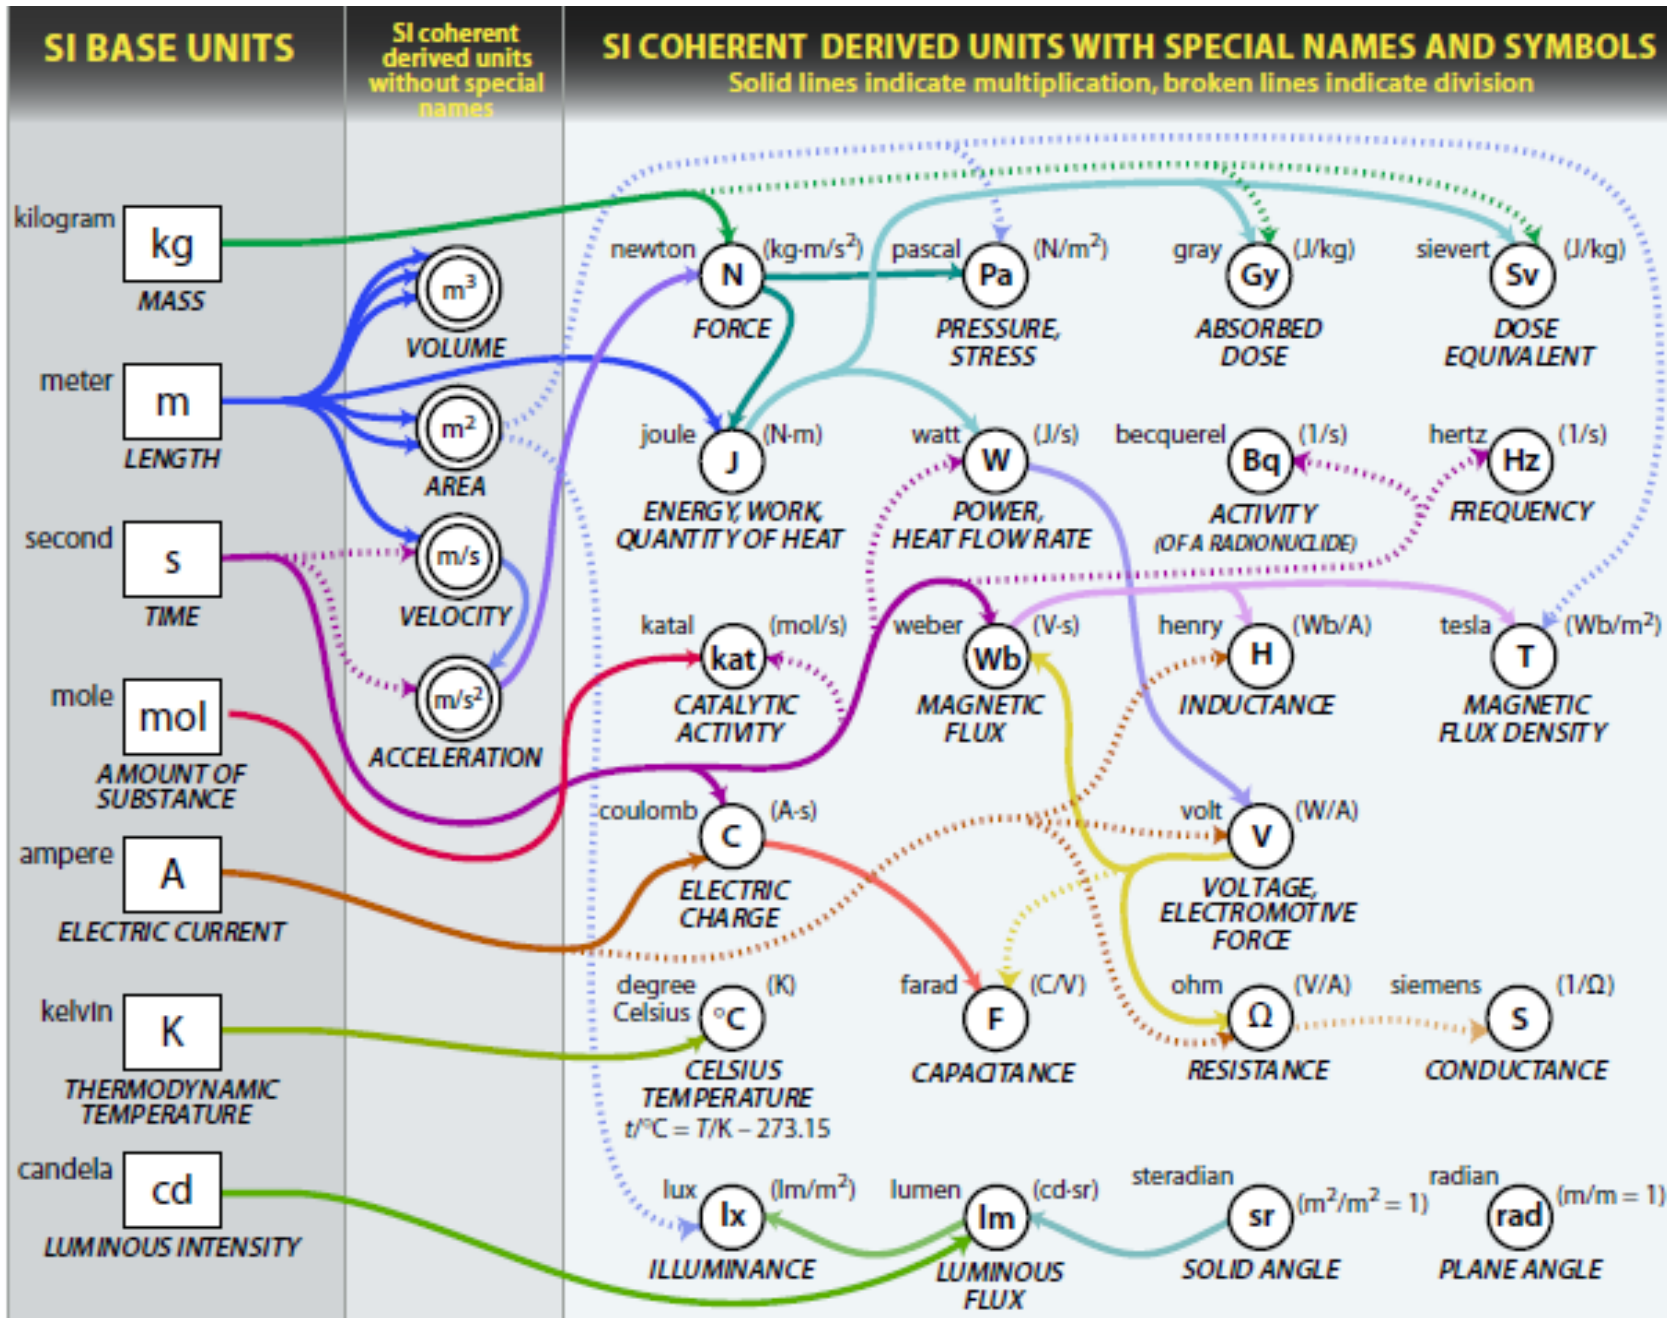 SI BASE UNITS
SI coherent
derived units
without special
names
SI COHERENT DERIVED UNITS WITH SPECIAL NAMES AND SYMBOLS
Solid lines indicate multiplication, broken lines indicate division
kilogram
kg
MASS
meter
m
LENGTH
second
s
TIME
mole
mol
AMOUNT OF
SUBSTANCE
ampere
A
ELECTRIC CURRENT
kelvin
K
THERMODYNAMIC
TEMPERATURE
candela
cd
LUMINOUS INTENSITY
m³
VOLUME
m²
AREA
m/s
VELOCITY
m/s²
ACCELERATION
newton
N
(kg·m/s²)
FORCE
pascal
Pa
(N/m²)
PRESSURE,
STRESS
gray
Gy
(J/kg)
ABSORBED
DOSE
sievert
Sv
(J/kg)
DOSE
EQUIVALENT
joule
J
(N·m)
ENERGY, WORK,
QUANTITY OF HEAT
watt
W
(J/s)
POWER,
HEAT FLOW RATE
becquerel
Bq
(1/s)
ACTIVITY
(OF A RADIONUCLIDE)
hertz
Hz
(1/s)
FREQUENCY
katal
kat
(mol/s)
CATALYTIC
ACTIVITY
weber
Wb
(V·s)
MAGNETIC
FLUX
henry
H
(Wb/A)
INDUCTANCE
tesla
T
(Wb/m²)
MAGNETIC
FLUX DENSITY
coulomb
C
(A·s)
ELECTRIC
CHARGE
volt
V
(W/A)
VOLTAGE,
ELECTROMOTIVE
FORCE
degree
Celsius
°C
(K)
CELSIUS
TEMPERATURE
t/°C = T/K – 273.15
farad
F
(C/V)
CAPACITANCE
ohm
Ω
(V/A)
RESISTANCE
siemens
S
(1/Ω)
CONDUCTANCE
lux
lx
(lm/m²)
ILLUMINANCE
lumen
lm
(cd·sr)
LUMINOUS
FLUX
steradian
sr
(m²/m² = 1)
SOLID ANGLE
radian
rad
(m/m = 1)
PLANE ANGLE